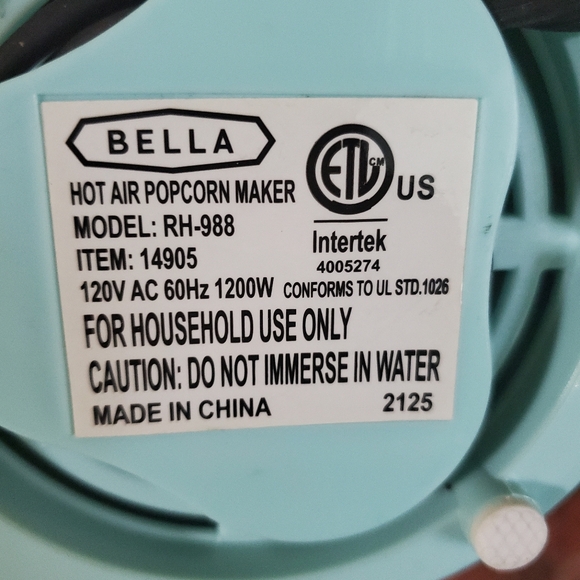 BELLA
HOT AIR POPCORN MAKER
MODEL: RH-988
ITEM: 14905
120V AC 60Hz 1200W
ETL CM
US
Intertek
4005274
CONFORMS TO UL STD.1026
FOR HOUSEHOLD USE ONLY
CAUTION: DO NOT IMMERSE IN WATER
MADE IN CHINA
2125